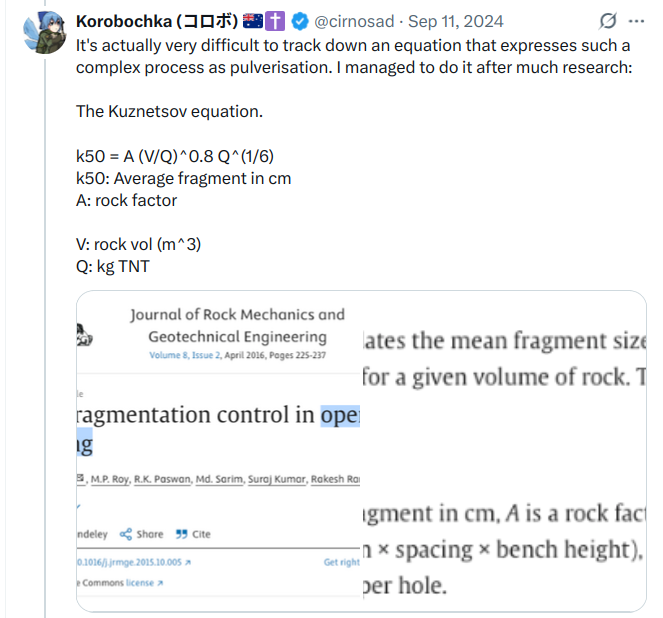 Korobochka (コロボ) 🇦🇺✝️ @cirnosad · Sep 11, 2024
It's actually very difficult to track down an equation that expresses such a
complex process as pulverisation. I managed to do it after much research:
The Kuznetsov equation.
k50 = A (V/Q)^0.8 Q^(1/6)
k50: Average fragment in cm
A: rock factor
V: rock vol (m^3)
Q: kg TNT
Journal of Rock Mechanics and
Geotechnical Engineering
Volume 8, Issue 2, April 2016, Pages 225-237
le
ragmentation control in ope
ng
, M.P. Roy, R.K. Paswan, Md. Sarim, Suraj Kumar, Rakesh Ra
ndeley Share Cite
0.1016/j.jrmge.2015.10.005
Get right
e Commons license
lates the mean fragment size
for a given volume of rock. T
gment in cm, A is a rock fact
n × spacing × bench height),
per hole.